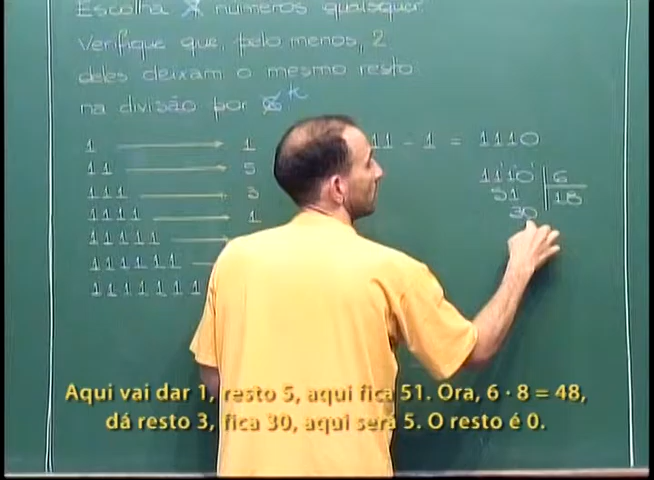 Escolha números quaisquer.
Verifique que, pelo menos, 2
deles deixam o mesmo resto
na divisão por k
1 → 1
11 → 5
111 → 3
1111 → 1
11111 →
111111 →
1111111
11 - 1 = 1110
1110 6
51 18
30
Aqui vai dar 1, resto 5, aqui fica 51. Ora, 6 · 8 = 48,
dá resto 3, fica 30, aqui será 5. O resto é 0.